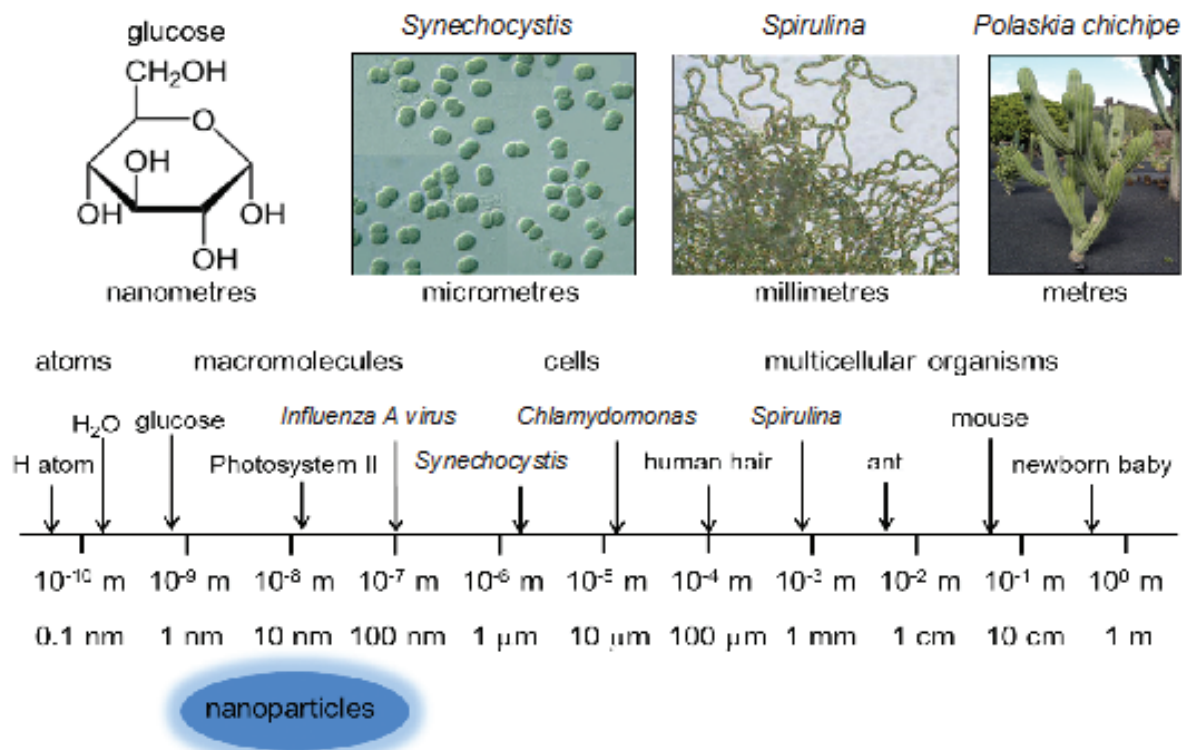 glucose
Synechocystis
Spirulina
Polaskia chichipe
CH₂OH
O
OH
OH
OH
OH
nanometres
micrometres
millimetres
metres
atoms
macromolecules
cells
multicellular organisms
H₂O
glucose
Influenza A virus
Chlamydomonas
Spirulina
mouse
H atom
Photosystem II
Synechocystis
human hair
ant
newborn baby
10⁻¹⁰ m 10⁻⁹ m 10⁻⁸ m 10⁻⁷ m 10⁻⁶ m 10⁻⁵ m 10⁻⁴ m 10⁻³ m 10⁻² m 10⁻¹ m 10⁰ m
0.1 nm 1 nm 10 nm 100 nm 1 μm 10 μm 100 μm 1 mm 1 cm 10 cm 1 m
nanoparticles